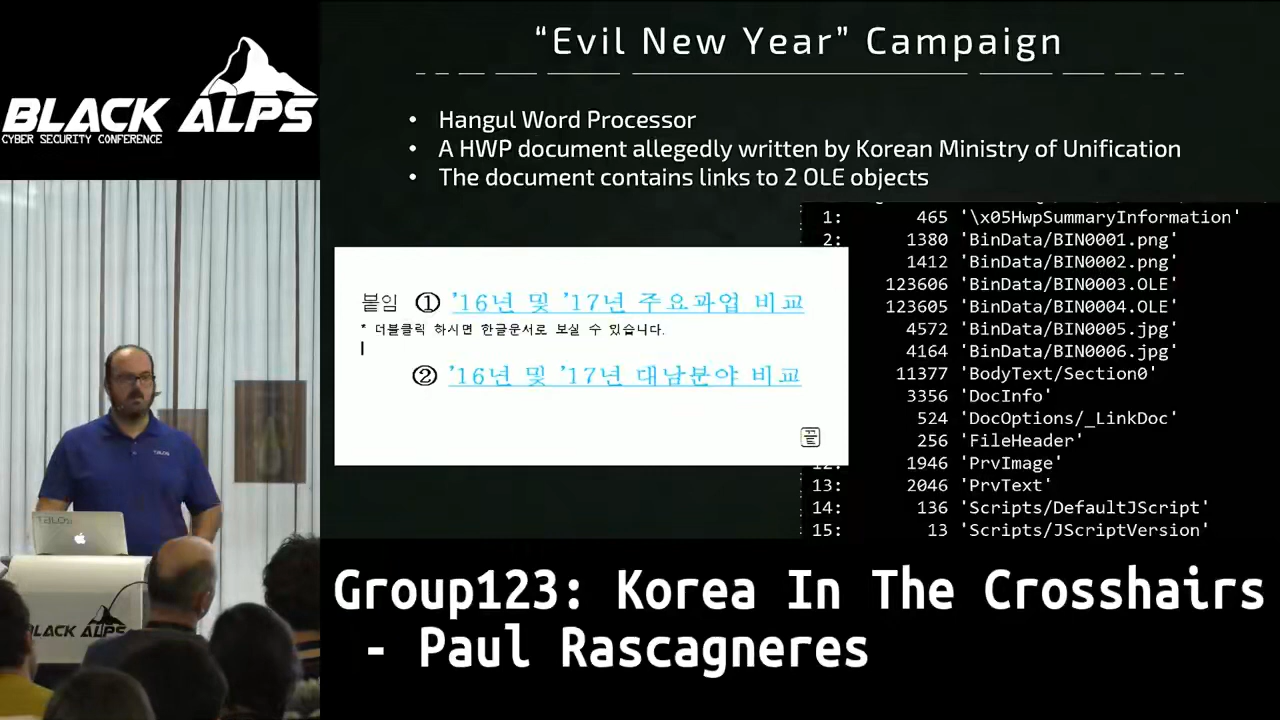 BLACK ALPS
CYBER SECURITY CONFERENCE
“Evil New Year” Campaign
• Hangul Word Processor
• A HWP document allegedly written by Korean Ministry of Unification
• The document contains links to 2 OLE objects
1: 465 '\x05HwpSummaryInformation'
2: 1380 'BinData/BIN0001.png'
1412 'BinData/BIN0002.png'
123606 'BinData/BIN0003.OLE'
123605 'BinData/BIN0004.OLE'
4572 'BinData/BIN0005.jpg'
4164 'BinData/BIN0006.jpg'
11377 'BodyText/Section0'
3356 'DocInfo'
524 'DocOptions/_LinkDoc'
256 'FileHeader'
12: 1946 'PrvImage'
13: 2046 'PrvText'
14: 136 'Scripts/DefaultJScript'
15: 13 'Scripts/JScriptVersion'
붙임 ① '16년 및 '17년 주요과업 비교
* 더블클릭 하시면 한글문서로 보실 수 있습니다.
② '16년 및 '17년 대남분야 비교
끝
TALOS
TALOS
BLACK ALPS
Group123: Korea In The Crosshairs
- Paul Rascagneres